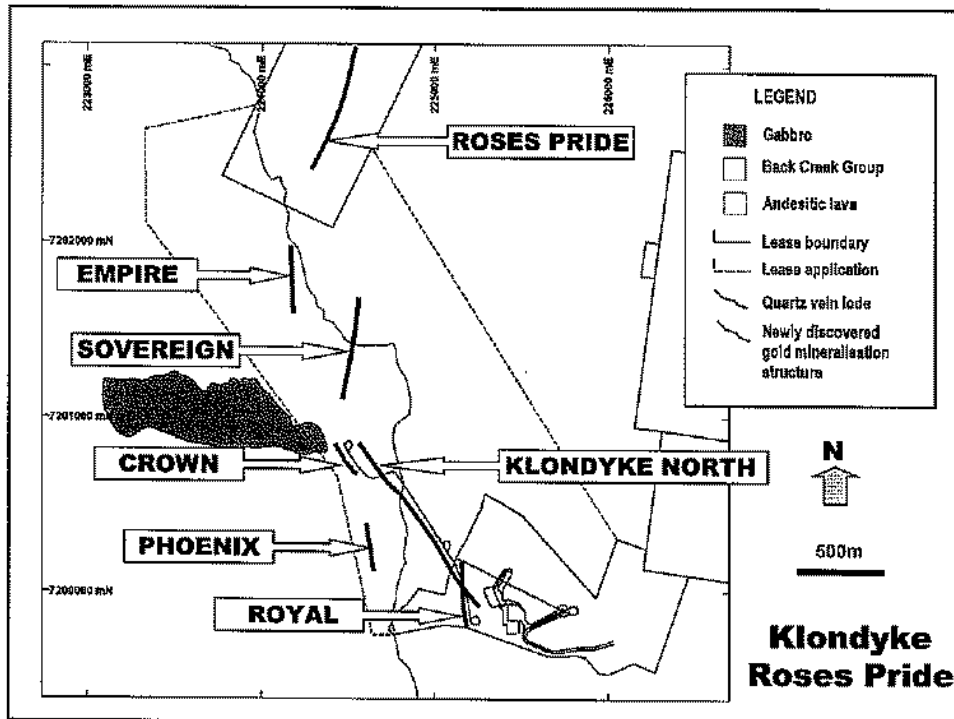 223000 mE
224000 mE
225000 mE
226000 mE
LEGEND
Gabbro
Back Creek Group
Andesitic lava
Lease boundary
Lease application
Quartz vein lode
Newly discovered
gold mineralisation
structure
ROSES PRIDE
7202000 mN
EMPIRE
SOVEREIGN
7201000 mN
CROWN
KLONDYKE NORTH
N
PHOENIX
500m
7200000 mN
ROYAL
Klondyke
Roses Pride